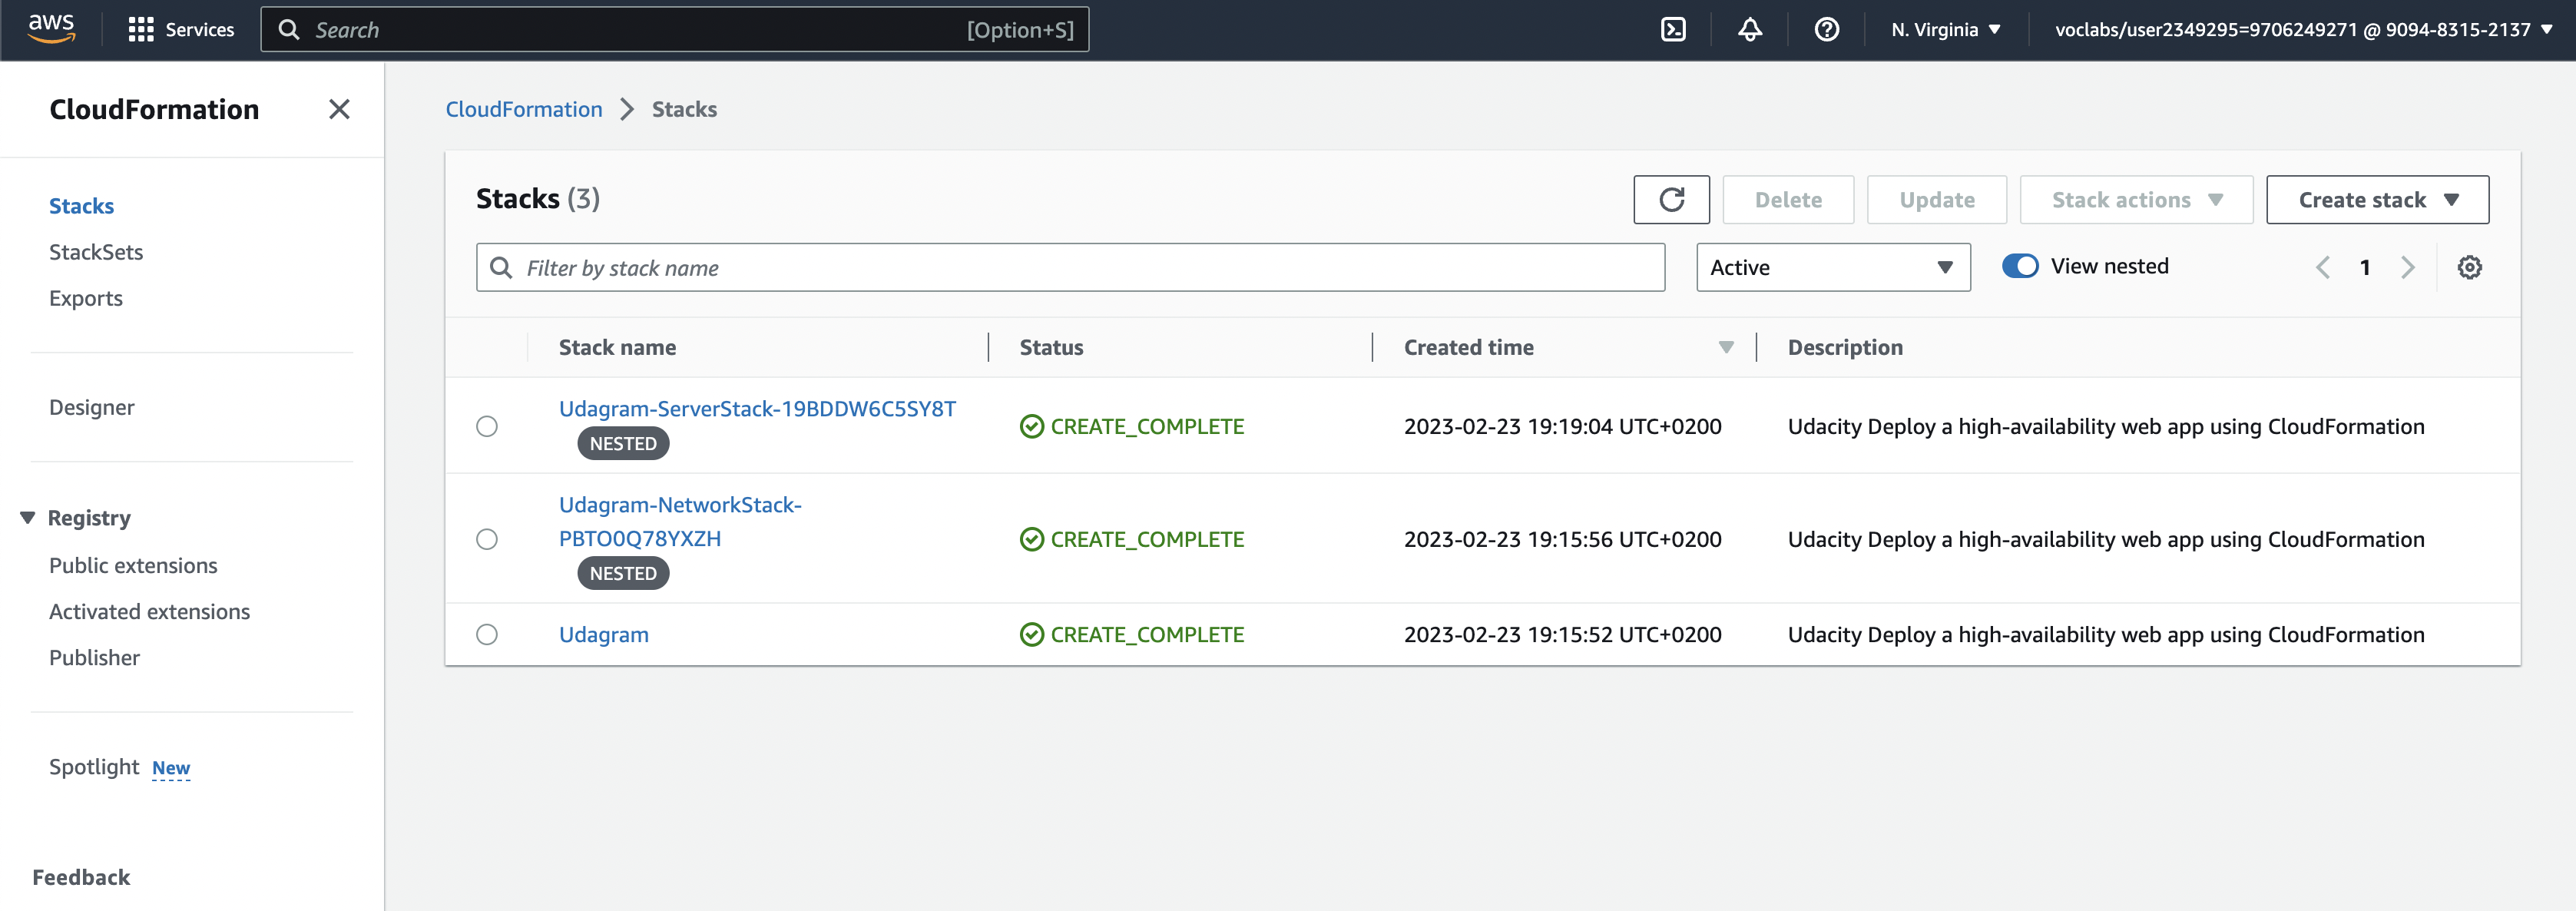 aws
Services
Search
[Option+S]
N. Virginia
voclabs/user2349295=9706249271 @ 9094-8315-2137
CloudFormation
Stacks
StackSets
Exports
Designer
Registry
Public extensions
Activated extensions
Publisher
Spotlight New
Feedback
CloudFormation
Stacks
Stacks (3)
Delete
Update
Stack actions
Create stack
Filter by stack name
Active
View nested
1
Stack name
Status
Created time
Description
Udagram-ServerStack-19BDDW6C5SY8T
NESTED
CREATE_COMPLETE
2023-02-23 19:19:04 UTC+0200
Udacity Deploy a high-availability web app using CloudFormation
Udagram-NetworkStack-
PBTO0Q78YXZH
NESTED
CREATE_COMPLETE
2023-02-23 19:15:56 UTC+0200
Udacity Deploy a high-availability web app using CloudFormation
Udagram
CREATE_COMPLETE
2023-02-23 19:15:52 UTC+0200
Udacity Deploy a high-availability web app using CloudFormation